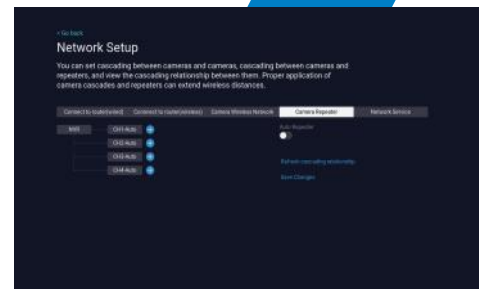 < Go back
Network Setup
You can set cascading between cameras and cameras, cascading between cameras and
repeaters, and view the cascading relationship between them. Proper application of
camera cascades and repeaters can extend wireless distances.
Connect to router(wired) Connect to router(wireless) Camera Wireless Network Camera Repeater Network Service
NVR CH1-Auto +
Auto Repeater
CH2-Auto +
CH3-Auto +
Refresh cascading relationship
CH4-Auto +
Save Changes